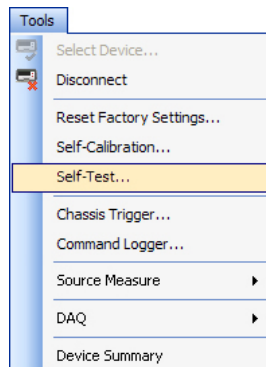 Tools
Select Device...
Disconnect
Reset Factory Settings...
Self-Calibration...
Self-Test...
Chassis Trigger...
Command Logger...
Source Measure
DAQ
Device Summary